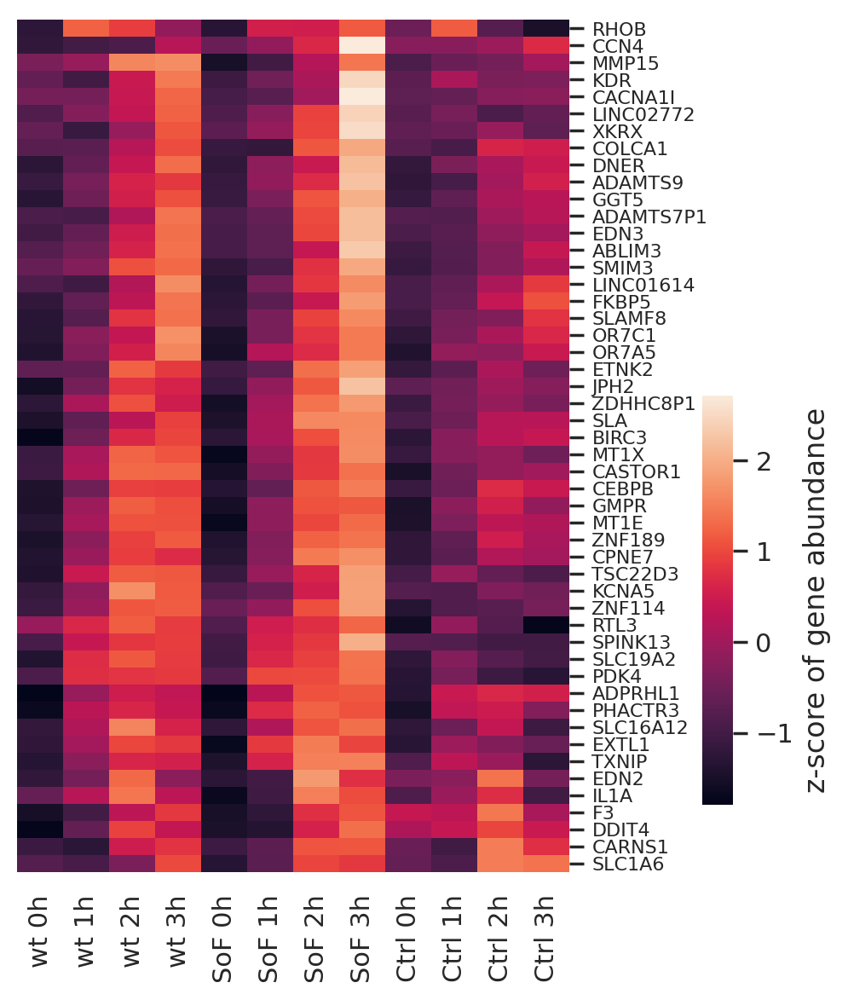 RHOB
CCN4
MMP15
KDR
CACNA1I
LINC02772
XKRX
COLCA1
DNER
ADAMTS9
GGT5
ADAMTS7P1
EDN3
ABLIM3
SMIM3
LINC01614
FKBP5
SLAMF8
OR7C1
OR7A5
ETNK2
JPH2
ZDHHC8P1
SLA
BIRC3
MT1X
CASTOR1
CEBPB
GMPR
MT1E
ZNF189
CPNE7
TSC22D3
KCNA5
ZNF114
RTL3
SPINK13
SLC19A2
PDK4
ADPRHL1
PHACTR3
SLC16A12
EXTL1
TXNIP
EDN2
IL1A
F3
DDIT4
CARNS1
SLC1A6
wt 0h
wt 1h
wt 2h
wt 3h
SoF 0h
SoF 1h
SoF 2h
SoF 3h
Ctrl 0h
Ctrl 1h
Ctrl 2h
Ctrl 3h
2
1
0
−1
z-score of gene abundance